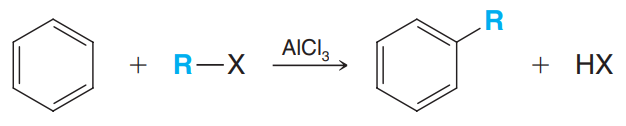 + R—X AlCl₃ R + HX